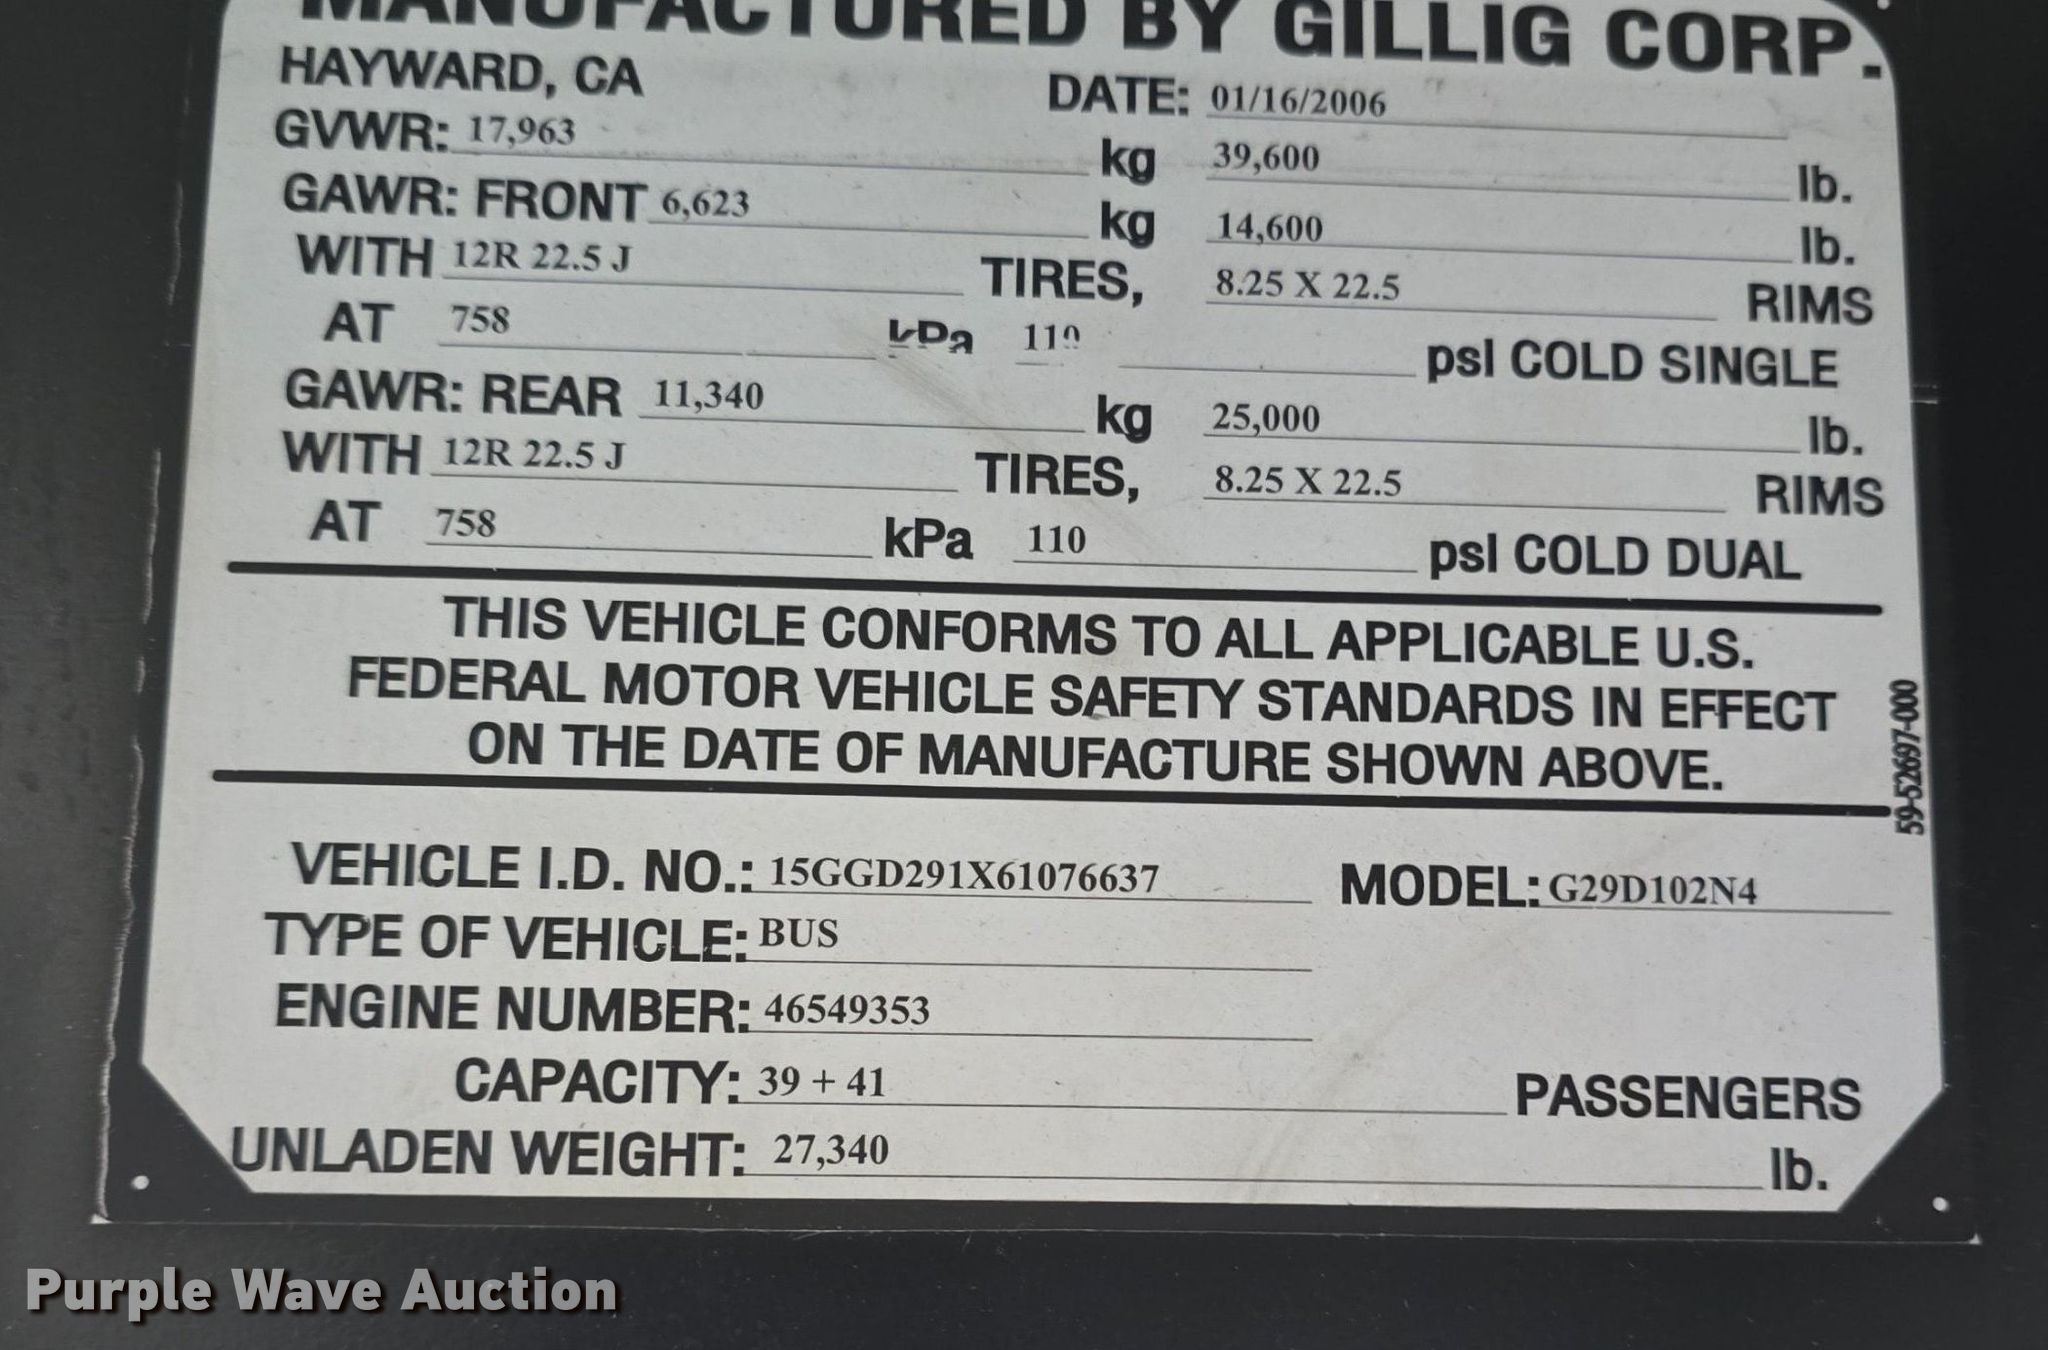 MANUFACTURED BY GILLIG CORP.
HAYWARD, CA DATE: 01/16/2006
GVWR: 17,963 kg 39,600 lb.
GAWR: FRONT 6,623 kg 14,600 lb.
WITH 12R 22.5 J TIRES, 8.25 X 22.5 RIMS
AT 758 kPa 110 psI COLD SINGLE
GAWR: REAR 11,340 kg 25,000 lb.
WITH 12R 22.5 J TIRES, 8.25 X 22.5 RIMS
AT 758 kPa 110 psI COLD DUAL
THIS VEHICLE CONFORMS TO ALL APPLICABLE U.S.
FEDERAL MOTOR VEHICLE SAFETY STANDARDS IN EFFECT
ON THE DATE OF MANUFACTURE SHOWN ABOVE.
59-52697-000
VEHICLE I.D. NO.: 15GGD291X61076637 MODEL: G29D102N4
TYPE OF VEHICLE: BUS
ENGINE NUMBER: 46549353
CAPACITY: 39 + 41 PASSENGERS
UNLADEN WEIGHT: 27,340 lb.
Purple Wave Auction